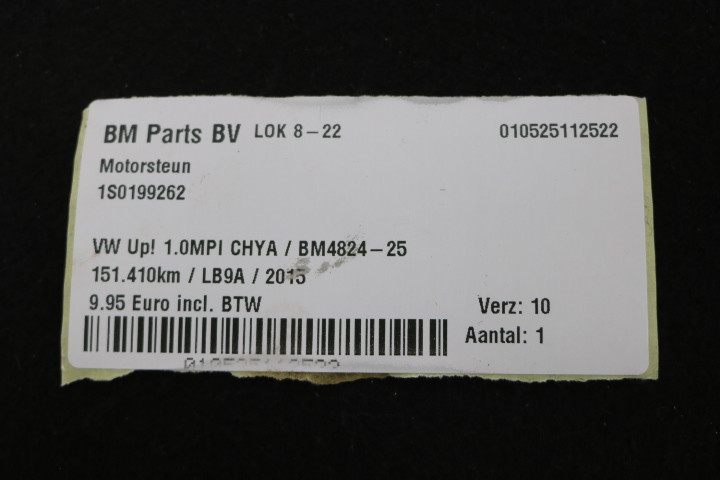 BM Parts BV LOK 8-22 010525112522
Motorsteun
1S0199262
VW Up! 1.0MPI CHYA / BM4824-25
151.410km / LB9A / 2015
9.95 Euro incl. BTW
Verz: 10
Aantal: 1